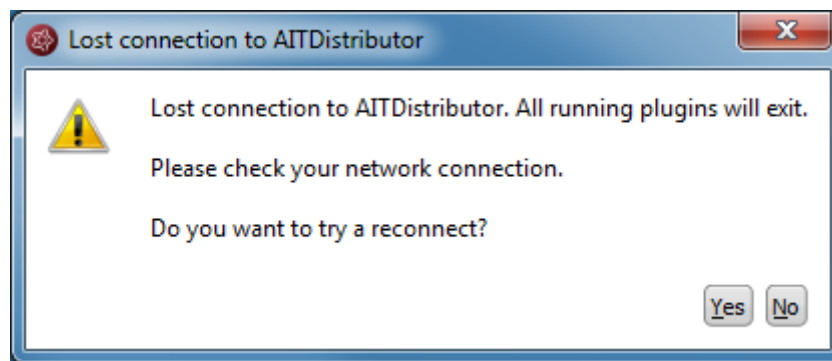 Lost connection to AITDistributor
Lost connection to AITDistributor. All running plugins will exit.
Please check your network connection.
Do you want to try a reconnect?
Yes No